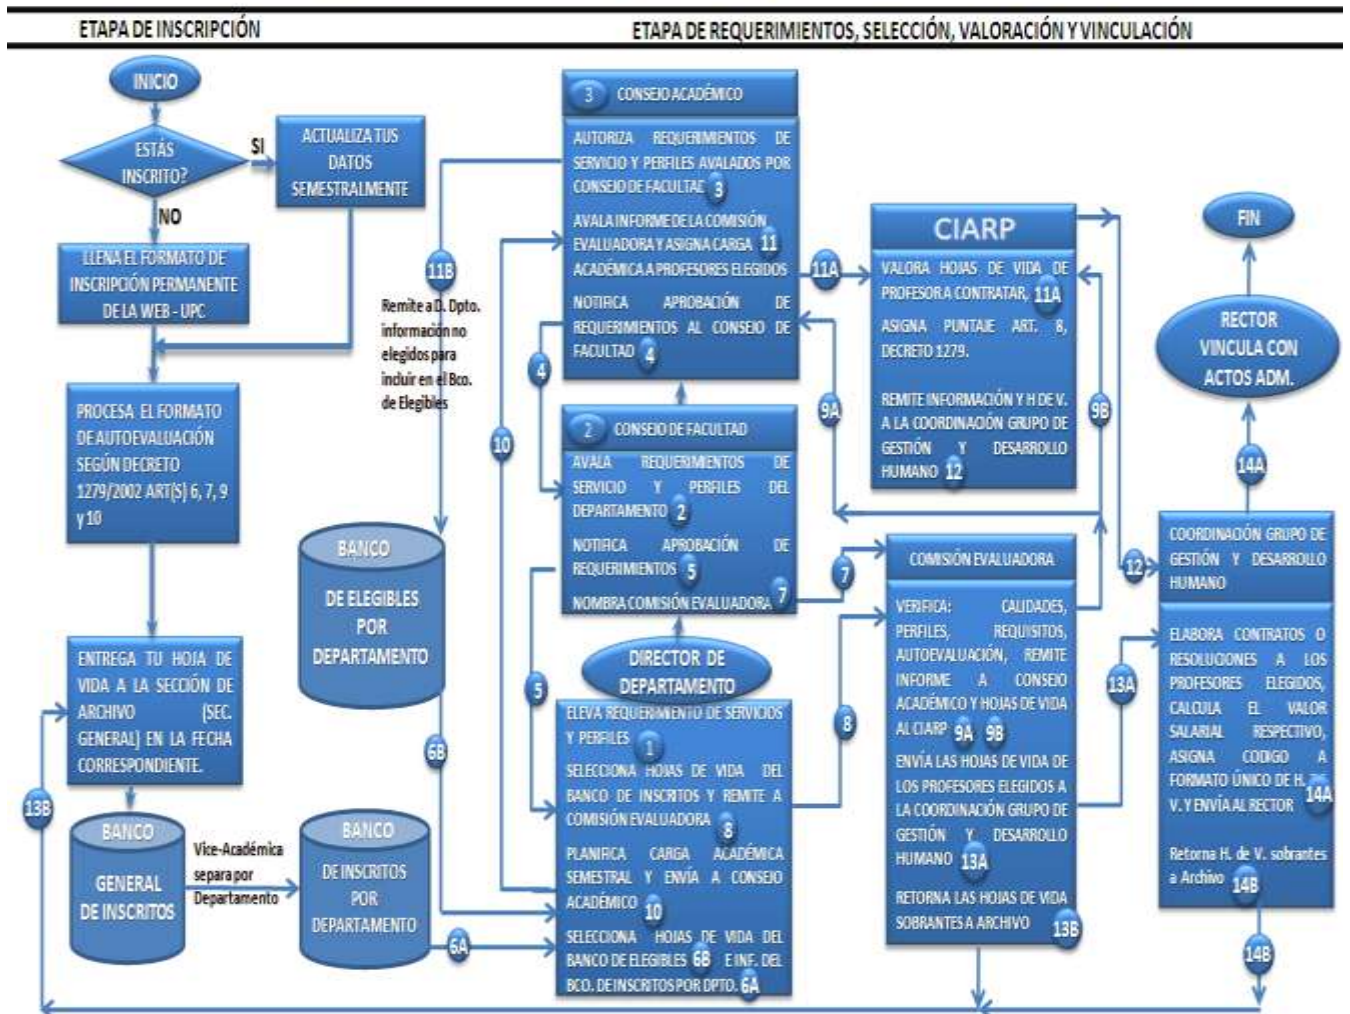 ETAPA DE INSCRIPCIÓN
ETAPA DE REQUERIMIENTOS, SELECCIÓN, VALORACIÓN Y VINCULACIÓN
INICIO
ESTÁS
INSCRITO?
SI
NO
ACTUALIZA TUS
DATOS
SEMESTRALMENTE
LLENA EL FORMATO DE
INSCRIPCIÓN PERMANENTE
DE LA WEB - UPC
PROCESA EL FORMATO
DE AUTOEVALUACIÓN
SEGÚN DECRETO
1279/2002 ART(S) 6, 7, 9
y 10
ENTREGA TU HOJA DE
VIDA A LA SECCIÓN DE
ARCHIVO (SEC.
GENERAL) EN LA FECHA
CORRESPONDIENTE.
13B
BANCO
GENERAL
DE INSCRITOS
Vice-Académica
separa por
Departamento
BANCO
DE INSCRITOS
POR
DEPARTAMENTO
6A
BANCO
DE ELEGIBLES
POR
DEPARTAMENTO
6B
11B
Remite a D. Dpto.
información no
elegidos para
incluir en el Bco.
de Elegibles
10
4
5
3 CONSEJO ACADÉMICO
AUTORIZA REQUERIMIENTOS DE
SERVICIO Y PERFILES AVALADOS POR
CONSEJO DE FACULTAD 3
AVALA INFORME DE LA COMISIÓN
EVALUADORA Y ASIGNA CARGA 11
ACADÉMICA A PROFESORES ELEGIDOS
NOTIFICA APROBACIÓN DE
REQUERIMIENTOS AL CONSEJO DE
FACULTAD 4
2 CONSEJO DE FACULTAD
AVALA REQUERIMIENTOS DE
SERVICIO Y PERFILES DEL
DEPARTAMENTO 2
NOTIFICA APROBACIÓN DE
REQUERIMIENTOS 5
NOMBRA COMISIÓN EVALUADORA 7
DIRECTOR DE
DEPARTAMENTO
ELEVA REQUERIMIENTO DE SERVICIOS
Y PERFILES 1
SELECCIONA HOJAS DE VIDA DEL
BANCO DE INSCRITOS Y REMITE A
COMISIÓN EVALUADORA 8
PLANIFICA CARGA ACADÉMICA
SEMESTRAL Y ENVÍA A CONSEJO
ACADÉMICO 10
SELECCIONA HOJAS DE VIDA DEL
BANCO DE ELEGIBLES 6B E INF. DEL
BCO. DE INSCRITOS POR DPTO. 6A
11A
9A
7
8
CIARP
VALORA HOJAS DE VIDA DE
PROFESOR A CONTRATAR, 11A
ASIGNA PUNTAJE ART. 8,
DECRETO 1279.
REMITE INFORMACIÓN Y H DE V.
A LA COORDINACIÓN GRUPO DE
GESTIÓN Y DESARROLLO
HUMANO 12
9B
COMISIÓN EVALUADORA
VERIFICA: CALIDADES,
PERFILES, REQUISITOS,
AUTOEVALUACIÓN, REMITE
INFORME A CONSEJO
ACADÉMICO Y HOJAS DE VIDA
AL CIARP 9A 9B
ENVÍA LAS HOJAS DE VIDA DE
LOS PROFESORES ELEGIDOS A
LA COORDINACIÓN GRUPO DE
GESTIÓN Y DESARROLLO
HUMANO 13A
RETORNA LAS HOJAS DE VIDA
SOBRANTES A ARCHIVO 13B
12
13A
FIN
RECTOR
VINCULA CON
ACTOS ADM.
14A
COORDINACIÓN GRUPO DE
GESTIÓN Y DESARROLLO
HUMANO
ELABORA CONTRATOS O
RESOLUCIONES A LOS
PROFESORES ELEGIDOS,
CALCULA EL VALOR
SALARIAL RESPECTIVO,
ASIGNA CODIGO A
FORMATO ÚNICO DE H.
V. Y ENVÍA AL RECTOR 14A
Retorna H. de V. sobrantes
a Archivo 14B
14B